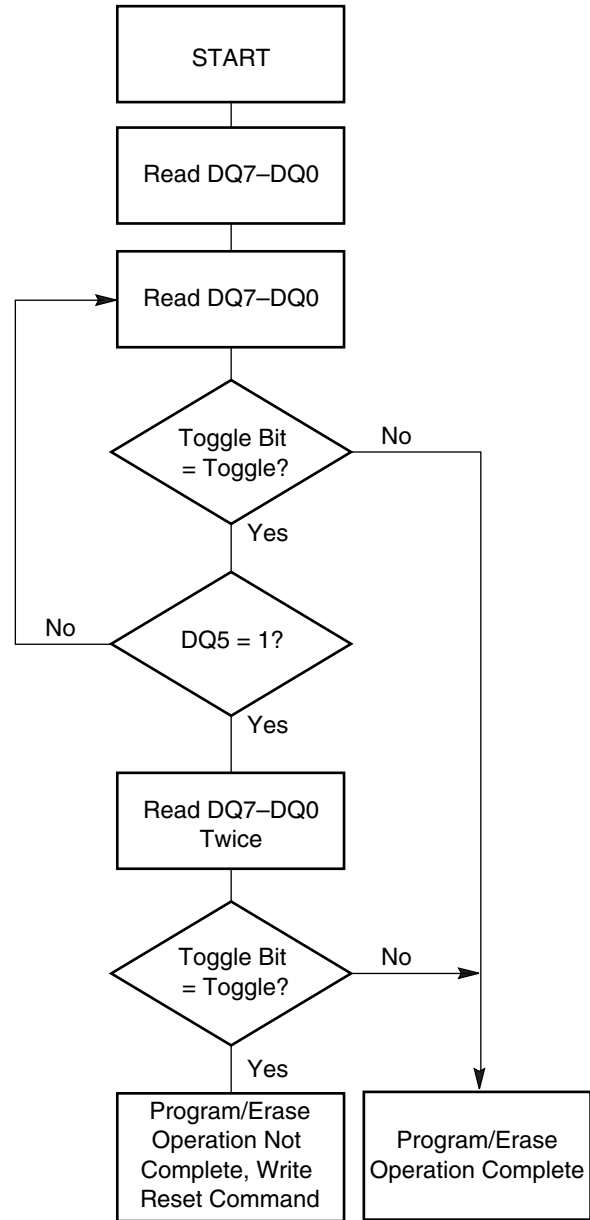 START
Read DQ7–DQ0
Read DQ7–DQ0
Toggle Bit
= Toggle?
No
Yes
No
DQ5 = 1?
Yes
Read DQ7–DQ0
Twice
Toggle Bit
= Toggle?
No
Yes
Program/Erase
Operation Not
Complete, Write
Reset Command
Program/Erase
Operation Complete